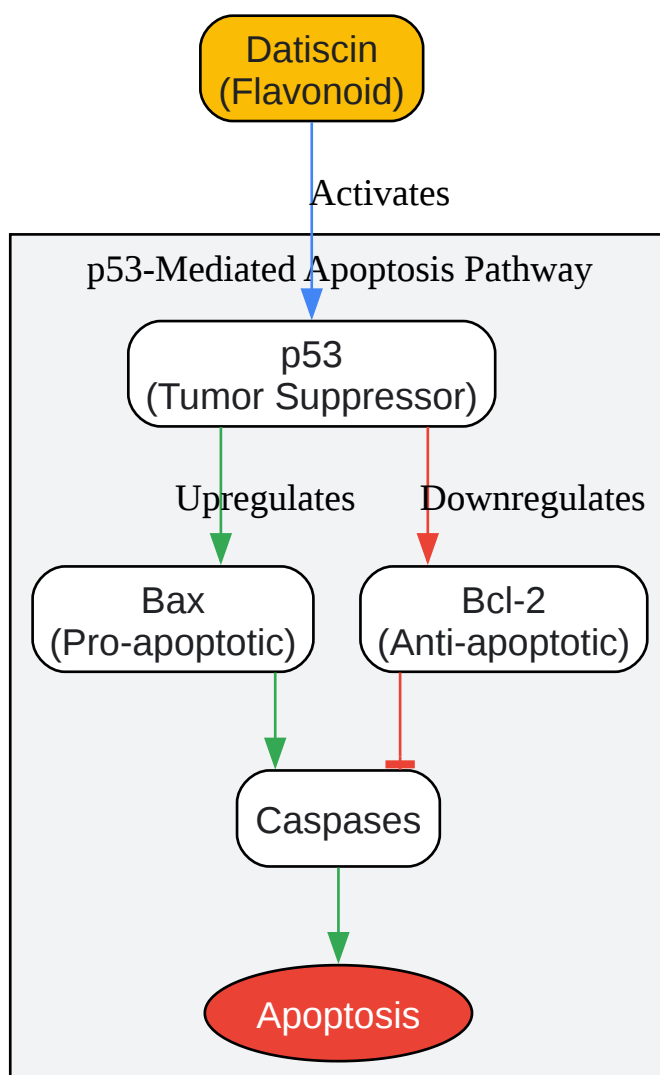 Datiscin
(Flavonoid)
Activates
p53-Mediated Apoptosis Pathway
p53
(Tumor Suppressor)
Upregulates
Downregulates
Bax
(Pro-apoptotic)
Bcl-2
(Anti-apoptotic)
Caspases
Apoptosis